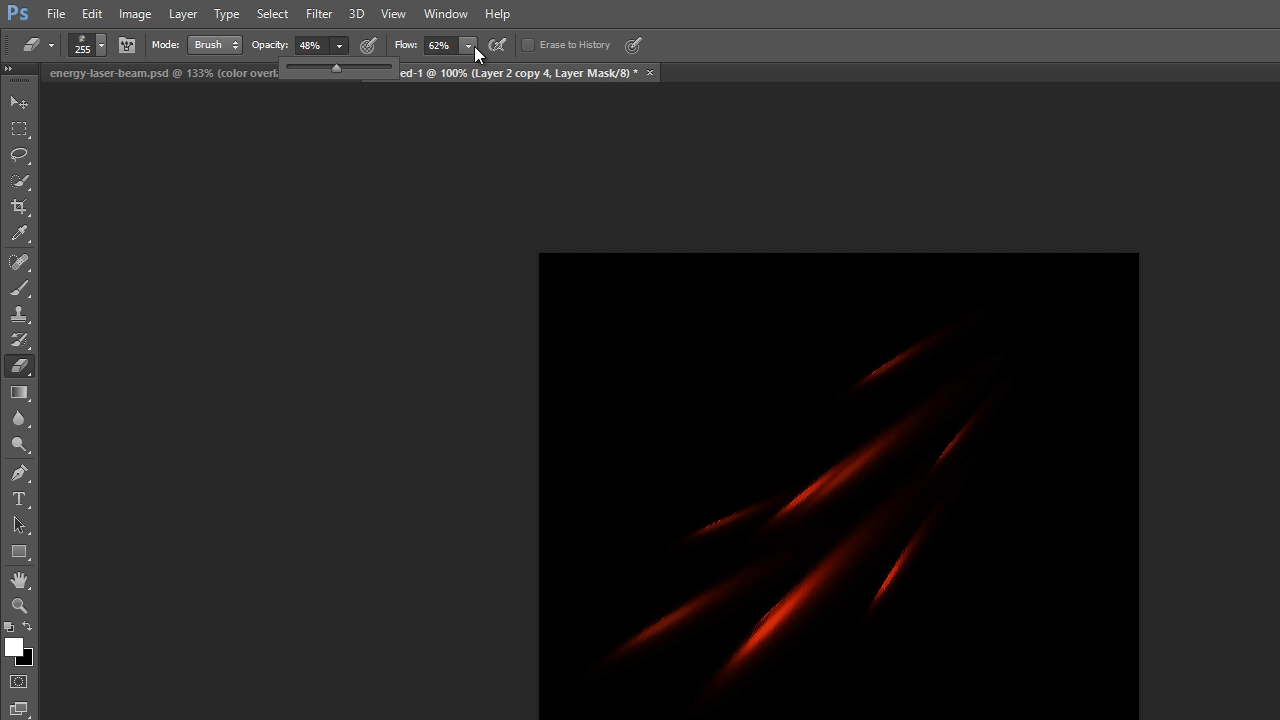 Ps File Edit Image Layer Type Select Filter 3D View Window Help
255 Mode: Brush Opacity: 48% Flow: 62% Erase to History
energy-laser-beam.psd @ 133% (color overl ed-1 @ 100% (Layer 2 copy 4, Layer Mask/8) * ×
T